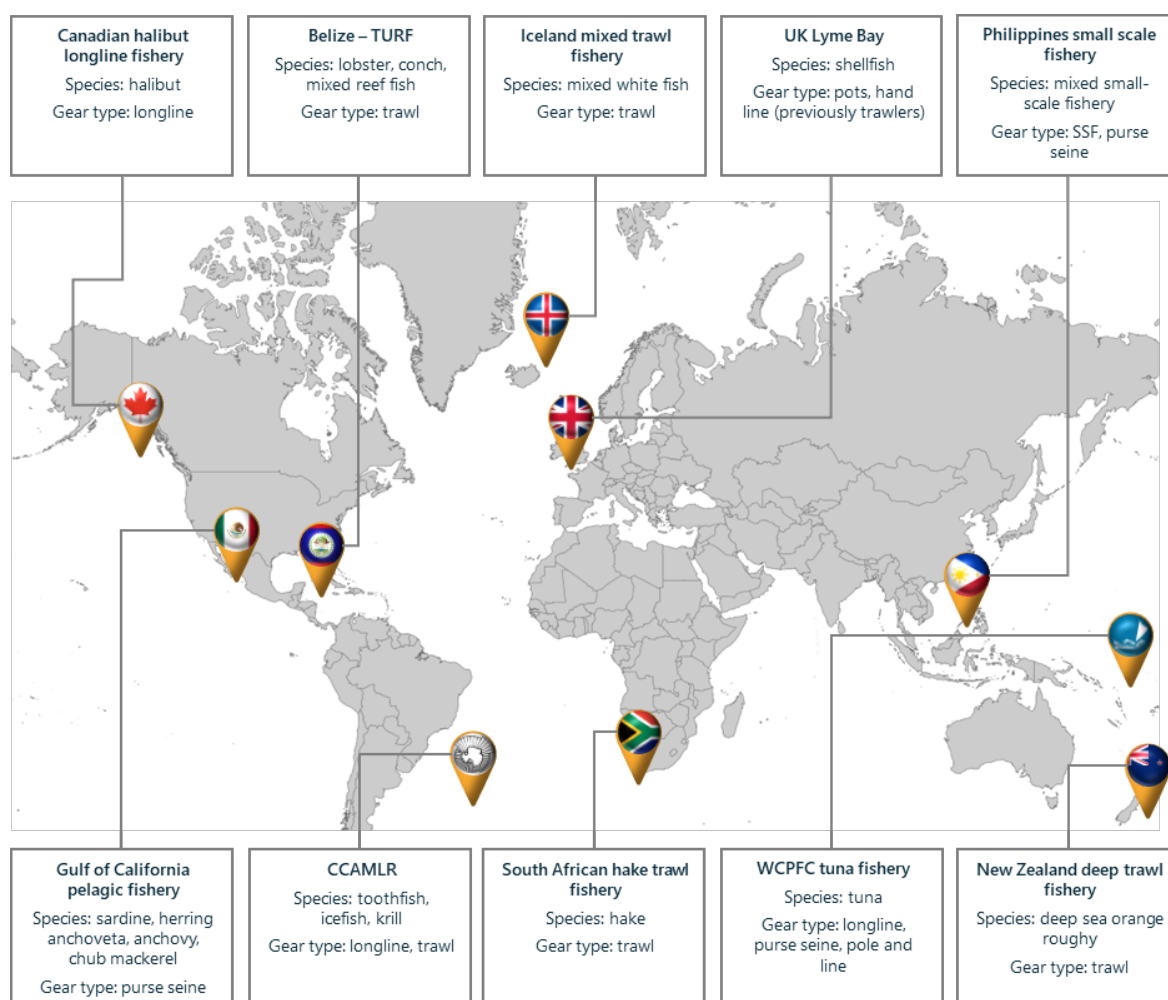 Canadian halibut
longline fishery
Species: halibut
Gear type: longline
Belize – TURF
Species: lobster, conch,
mixed reef fish
Gear type: trawl
Iceland mixed trawl
fishery
Species: mixed white fish
Gear type: trawl
UK Lyme Bay
Species: shellfish
Gear type: pots, hand
line (previously trawlers)
Philippines small scale
fishery
Species: mixed small-
scale fishery
Gear type: SSF, purse
seine
Gulf of California
pelagic fishery
Species: sardine, herring
anchoveta, anchovy,
chub mackerel
Gear type: purse seine
CCAMLR
Species: toothfish,
icefish, krill
Gear type: longline, trawl
South African hake trawl
fishery
Species: hake
Gear type: trawl
WCPFC tuna fishery
Species: tuna
Gear type: longline,
purse seine, pole and
line
New Zealand deep trawl
fishery
Species: deep sea orange
roughy
Gear type: trawl